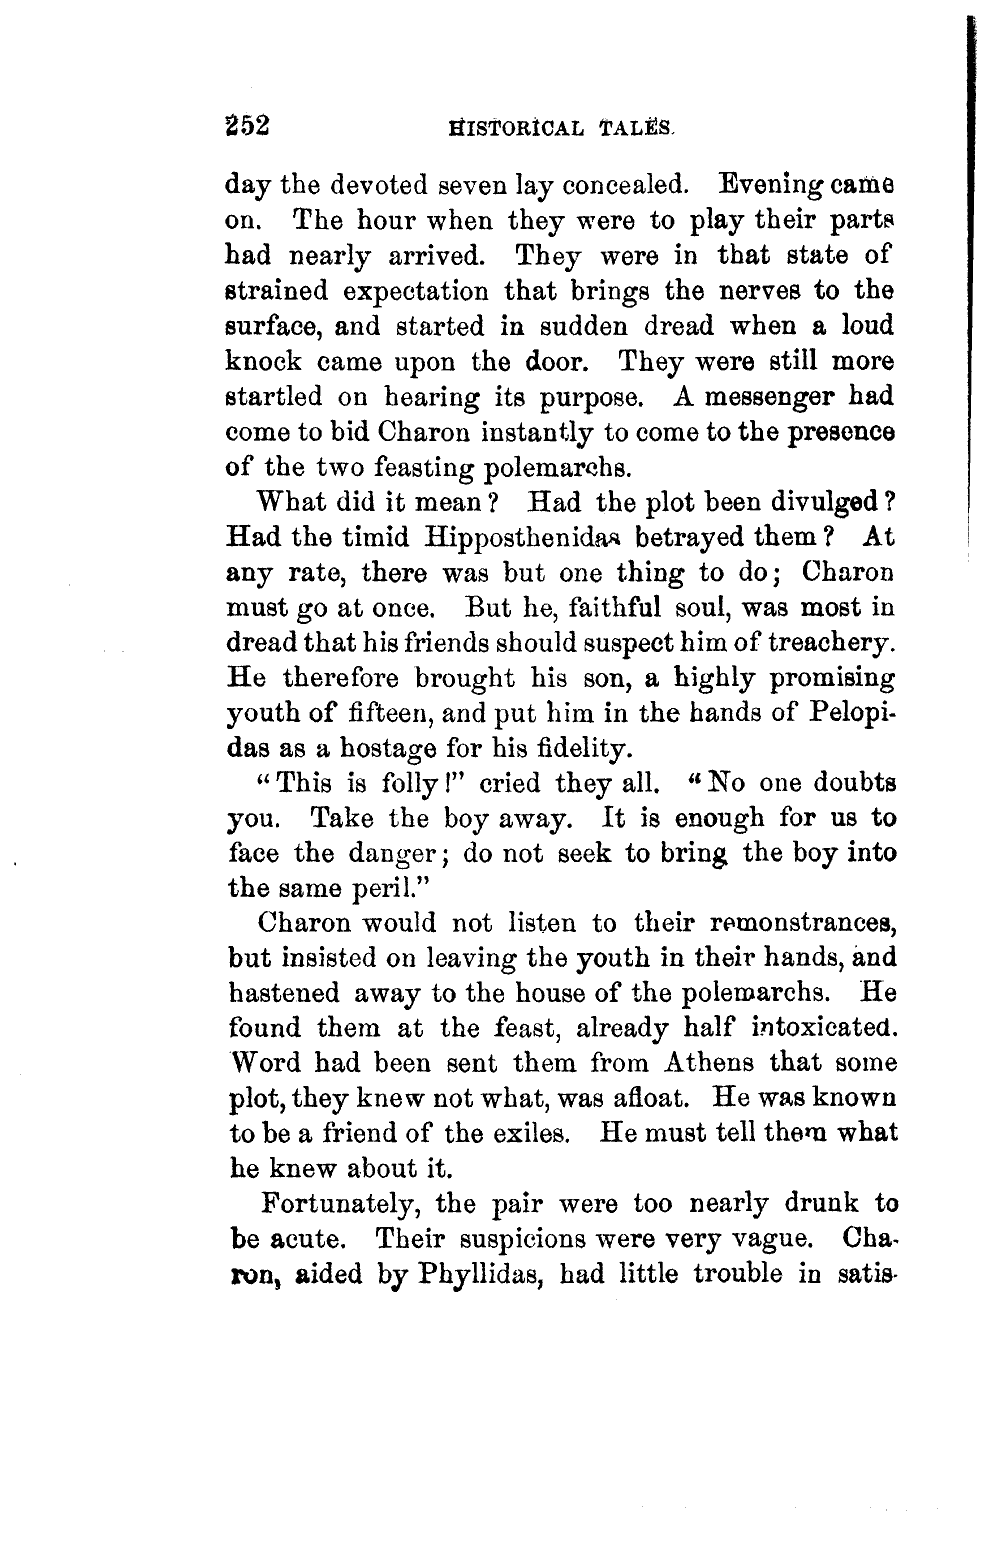 252 HISTORICAL TALES.
day the devoted seven lay concealed. Evening came
on. The hour when they were to play their parts
had nearly arrived. They were in that state of
strained expectation that brings the nerves to the
surface, and started in sudden dread when a loud
knock came upon the door. They were still more
startled on hearing its purpose. A messenger had
come to bid Charon instantly to come to the presence
of the two feasting polemarchs.
What did it mean? Had the plot been divulged?
Had the timid Hipposthenidas betrayed them? At
any rate, there was but one thing to do; Charon
must go at once. But he, faithful soul, was most in
dread that his friends should suspect him of treachery.
He therefore brought his son, a highly promising
youth of fifteen, and put him in the hands of Pelopi-
das as a hostage for his fidelity.
“This is folly!” cried they all. “No one doubts
you. Take the boy away. It is enough for us to
face the danger; do not seek to bring the boy into
the same peril.”
Charon would not listen to their remonstrances,
but insisted on leaving the youth in their hands, and
hastened away to the house of the polemarchs. He
found them at the feast, already half intoxicated.
Word had been sent them from Athens that some
plot, they knew not what, was afloat. He was known
to be a friend of the exiles. He must tell them what
he knew about it.
Fortunately, the pair were too nearly drunk to
be acute. Their suspicions were very vague. Cha-
ron, aided by Phyllidas, had little trouble in satis-